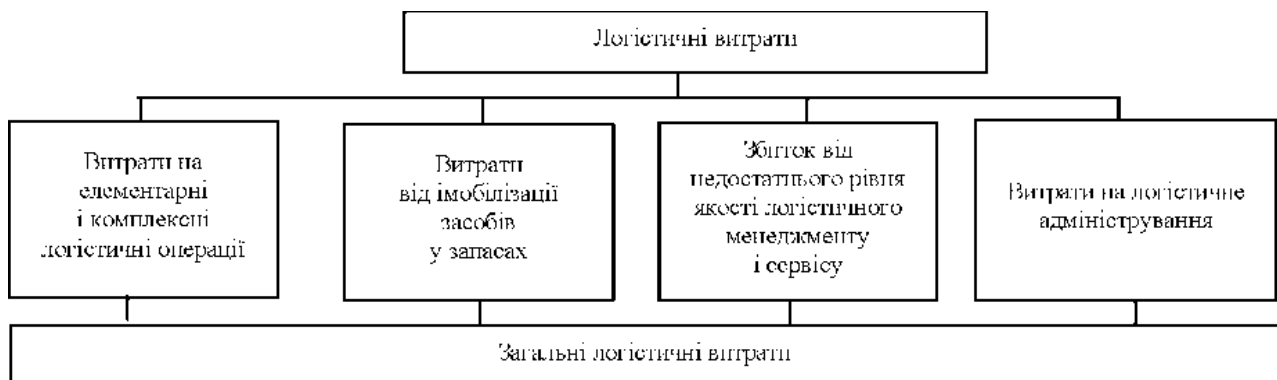 Логістичні витрати
Витрати на
елементарні
і комплексні
логістичні операції
Витрати
від імобілізації
засобів
у запасах
Збиток від
недостатнього рівня
якості логістичного
менеджменту
і сервісу
Витрати на логістичне
адміністрування
Загальні логістичні витрати